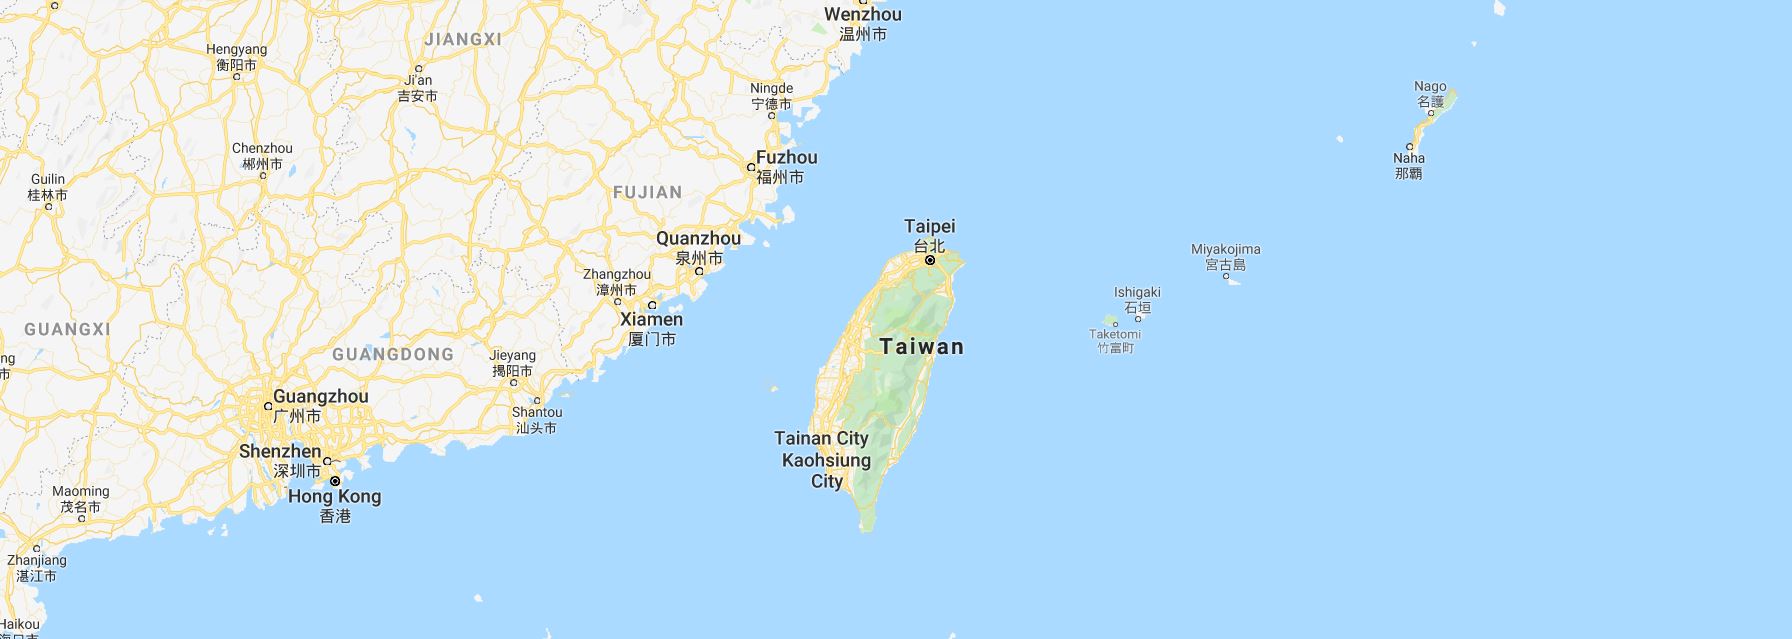 Wenzhou
温州市
JIANGXI
Hengyang
衡阳市
Ji'an
吉安市
Ningde
宁德市
Nago
名護
Chenzhou
郴州市
Fuzhou
福州市
Naha
那覇
Guilin
桂林市
FUJIAN
Taipei
台北
Quanzhou
泉州市
Miyakojima
宮古島
Zhangzhou
漳州市
Ishigaki
石垣
Xiamen
厦门市
GUANGXI
Taketomi
竹富町
Taiwan
GUANGDONG
Jieyang
揭阳市
ng
市
Guangzhou
广州市
Shantou
汕头市
Tainan City
Shenzhen
深圳市
Kaohsiung
City
Maoming
茂名市
Hong Kong
香港
Zhanjiang
湛江市
Haikou